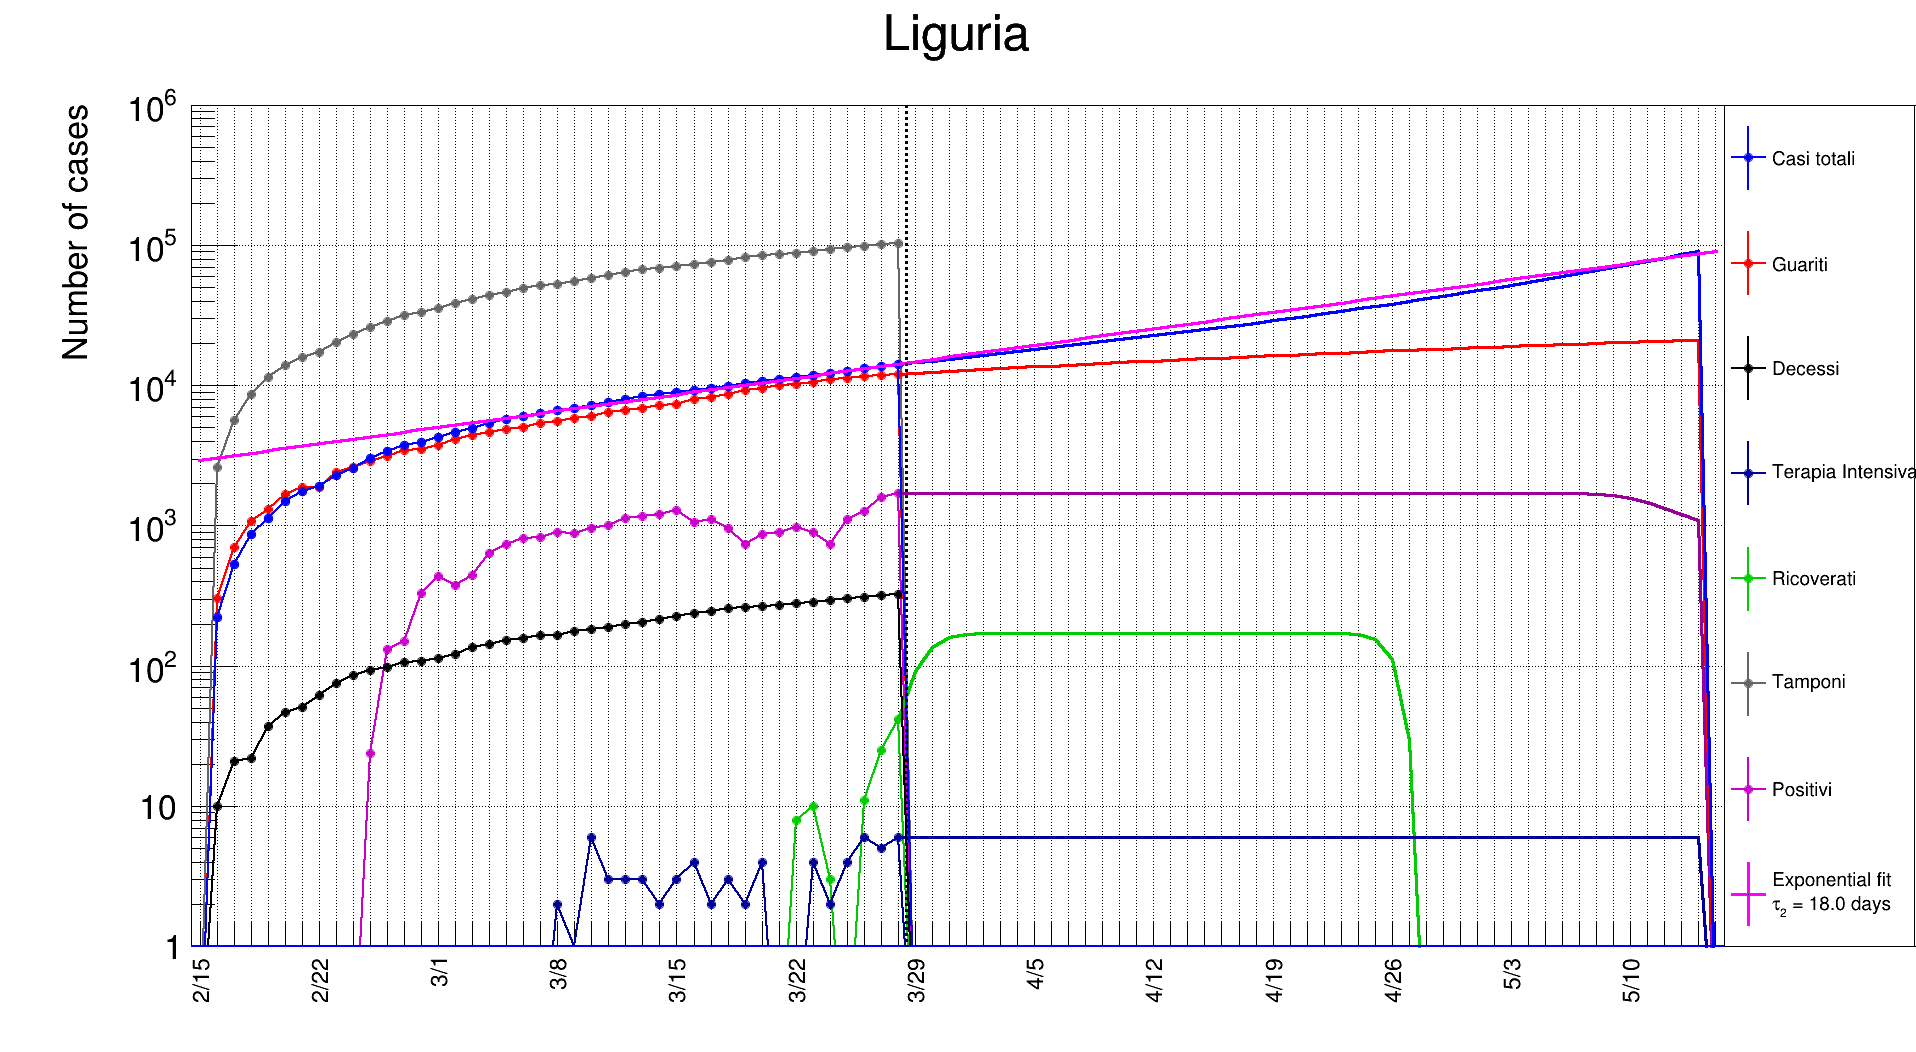 Liguria
Number of cases
10^6
10^5
10^4
10^3
10^2
10
1
2/15 2/22 3/1 3/8 3/15 3/22 3/29 4/5 4/12 4/19 4/26 5/3 5/10
Casi totali
Guariti
Decessi
Terapia Intensiva
Ricoverati
Tamponi
Positivi
Exponential fit
τ₂ = 18.0 days